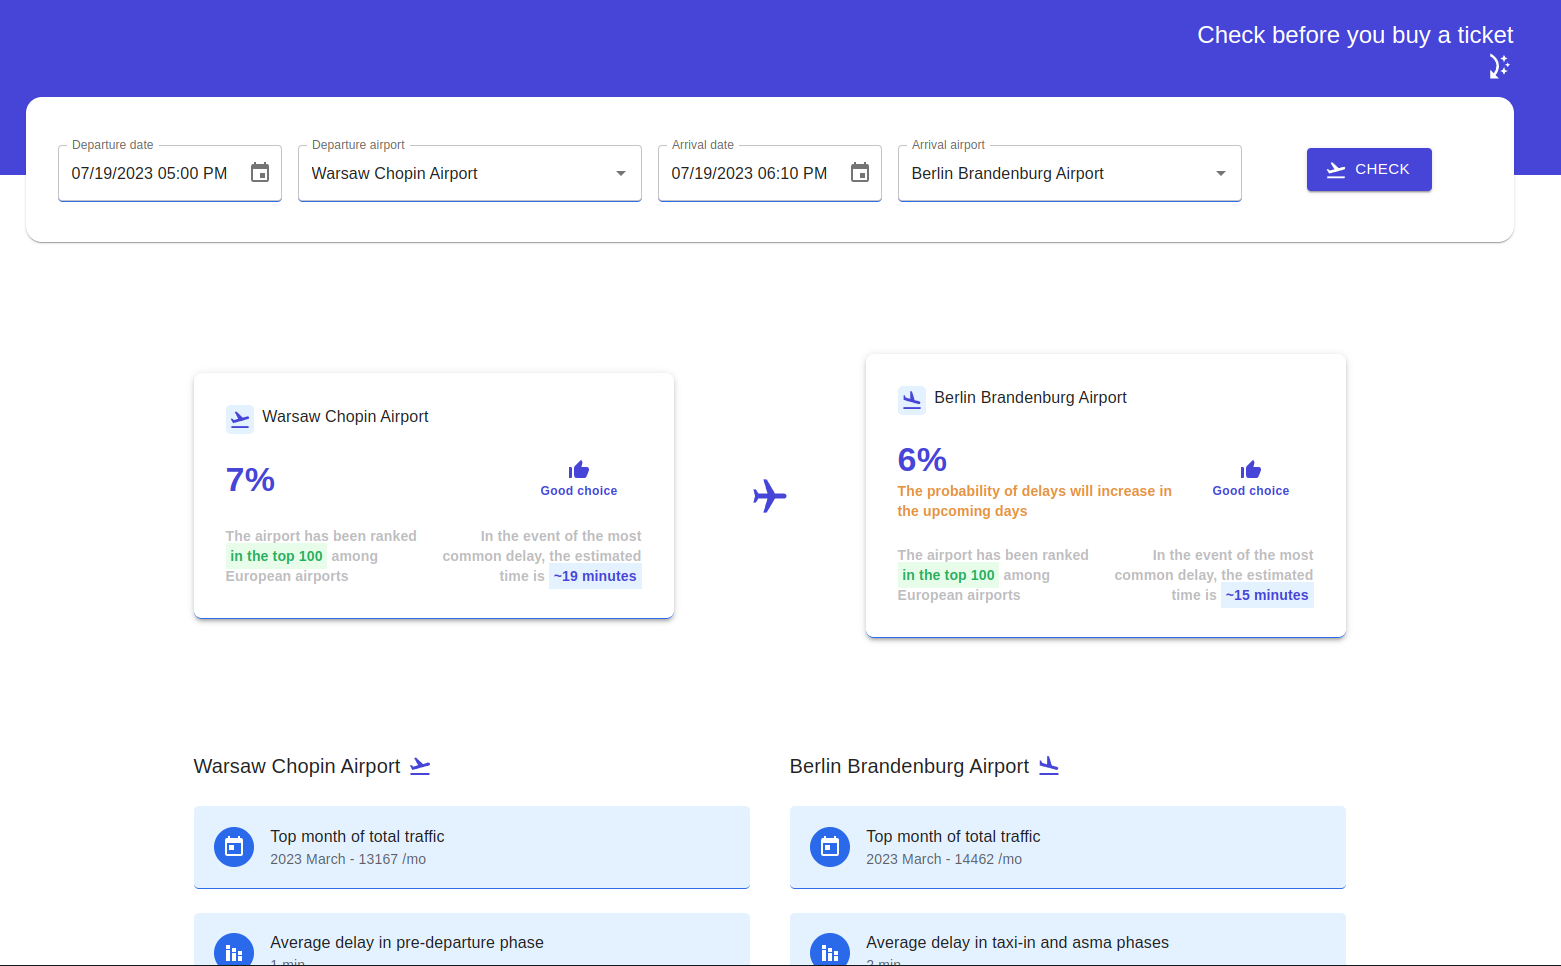 Check before you buy a ticket
Departure date
07/19/2023 05:00 PM
Departure airport
Warsaw Chopin Airport
Arrival date
07/19/2023 06:10 PM
Arrival airport
Berlin Brandenburg Airport
CHECK
Warsaw Chopin Airport
7%
Good choice
The airport has been ranked
in the top 100 among
European airports
In the event of the most
common delay, the estimated
time is ~19 minutes
Berlin Brandenburg Airport
6%
The probability of delays will increase in
the upcoming days
Good choice
The airport has been ranked
in the top 100 among
European airports
In the event of the most
common delay, the estimated
time is ~15 minutes
Warsaw Chopin Airport
Top month of total traffic
2023 March - 13167 /mo
Average delay in pre-departure phase
1 min
Berlin Brandenburg Airport
Top month of total traffic
2023 March - 14462 /mo
Average delay in taxi-in and asma phases
2 min